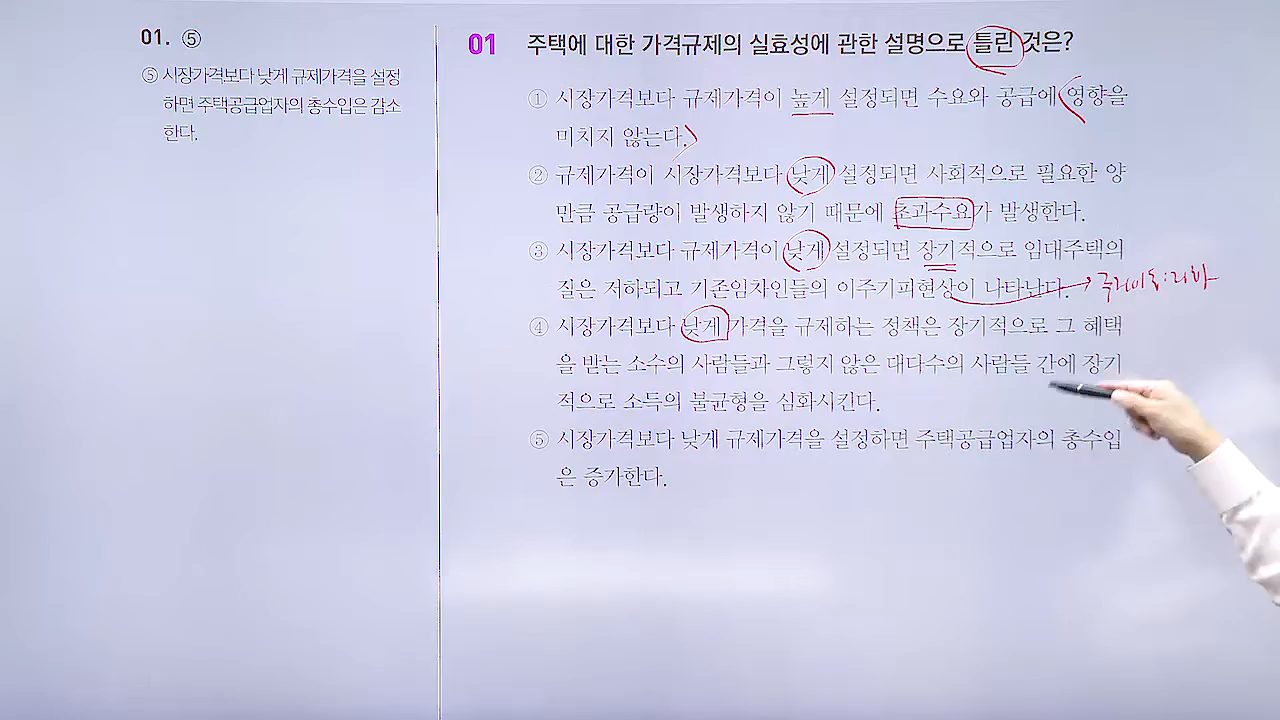 01. ⑤
⑤ 시장가격보다 낮게 규제가격을 설정
하면 주택공급업자의 총수입은 감소
한다.
01 주택에 대한 가격규제의 실효성에 관한 설명으로 틀린 것은?
① 시장가격보다 규제가격이 높게 설정되면 수요와 공급에 영향을
미치지 않는다.
② 규제가격이 시장가격보다 낮게 설정되면 사회적으로 필요한 양
만큼 공급량이 발생하지 않기 때문에 초과수요가 발생한다.
③ 시장가격보다 규제가격이 낮게 설정되면 장기적으로 임대주택의
질은 저하되고 기존임차인들의 이주기피현상이 나타난다.
④ 시장가격보다 낮게 가격을 규제하는 정책은 장기적으로 그 혜택
을 받는 소수의 사람들과 그렇지 않은 대다수의 사람들 간에 장기
적으로 소득의 불균형을 심화시킨다.
⑤ 시장가격보다 낮게 규제가격을 설정하면 주택공급업자의 총수입
은 증가한다.